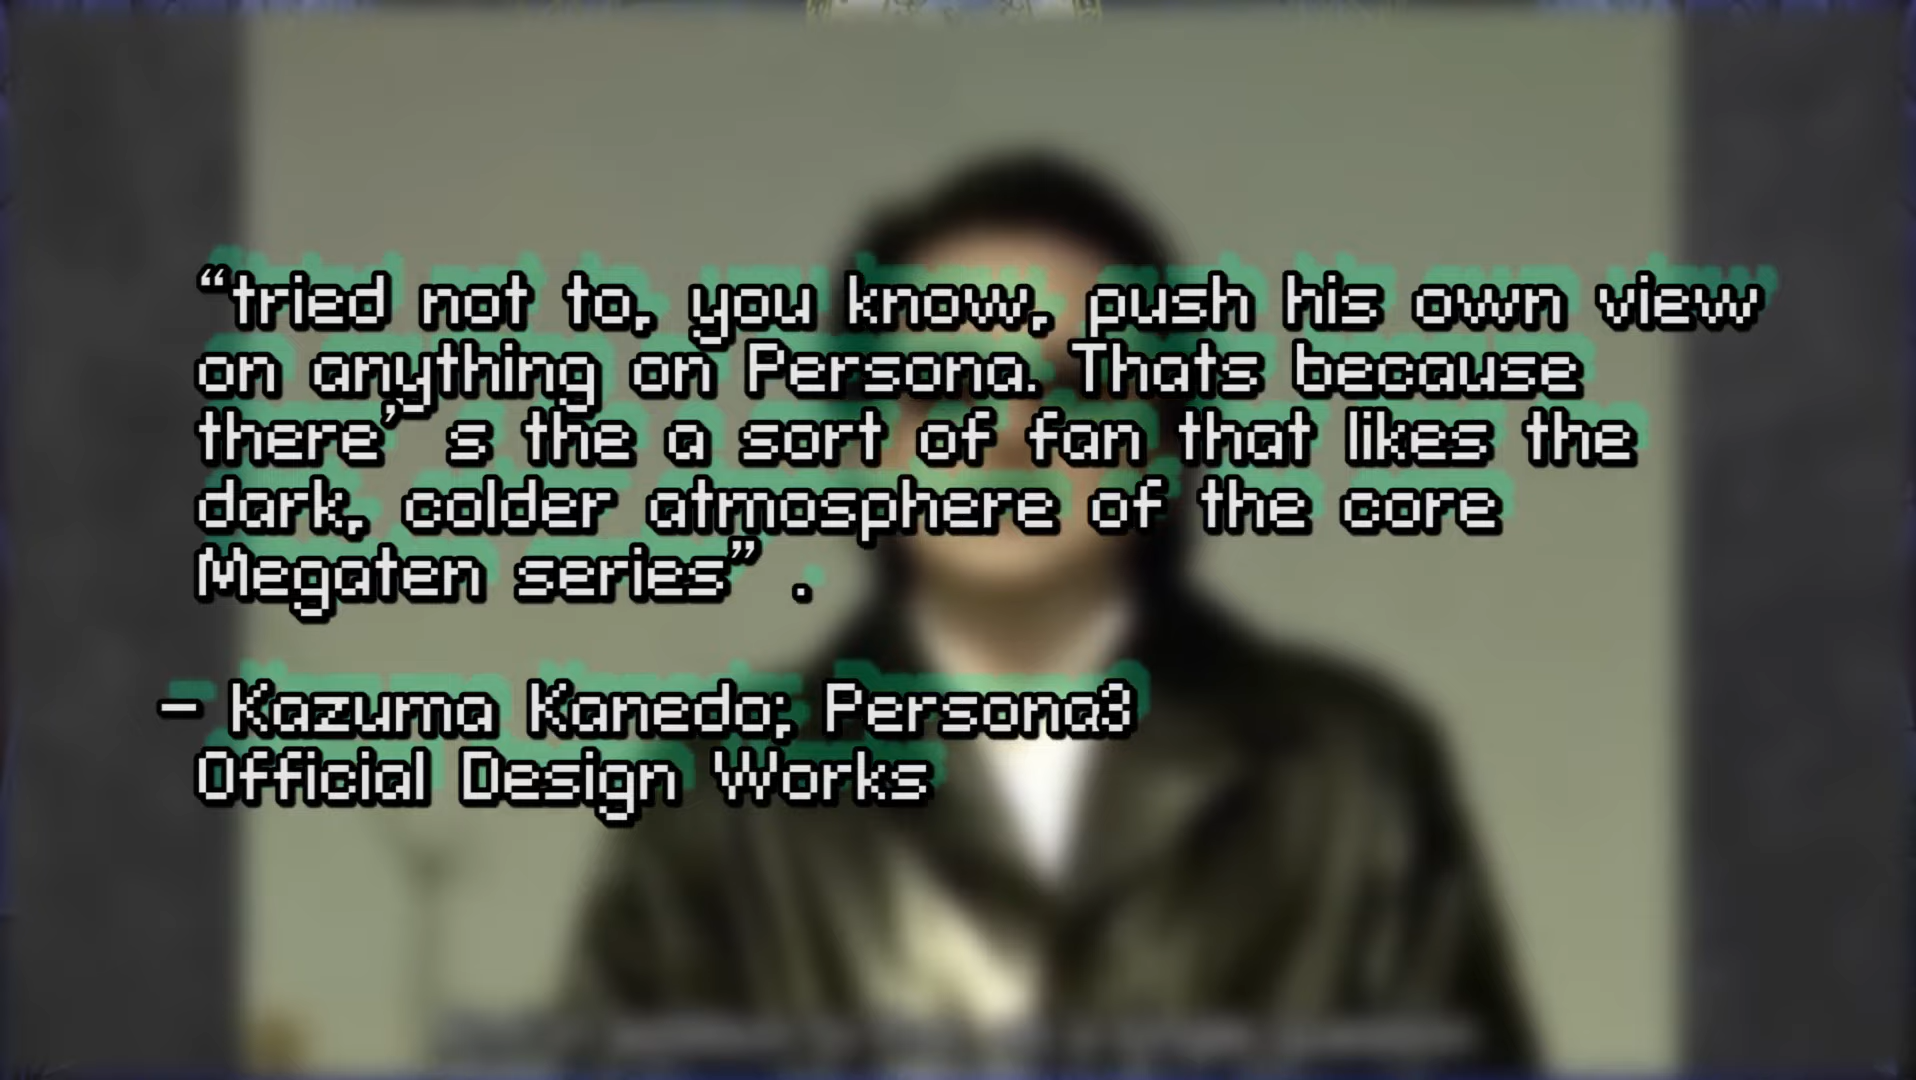 “tried not to, you know, push his own view
on anything on Persona. Thats because
there’ s the a sort of fan that likes the
dark, colder atmosphere of the core
Megaten series” .
- Kazuma Kanedo; Persona3
Official Design Works